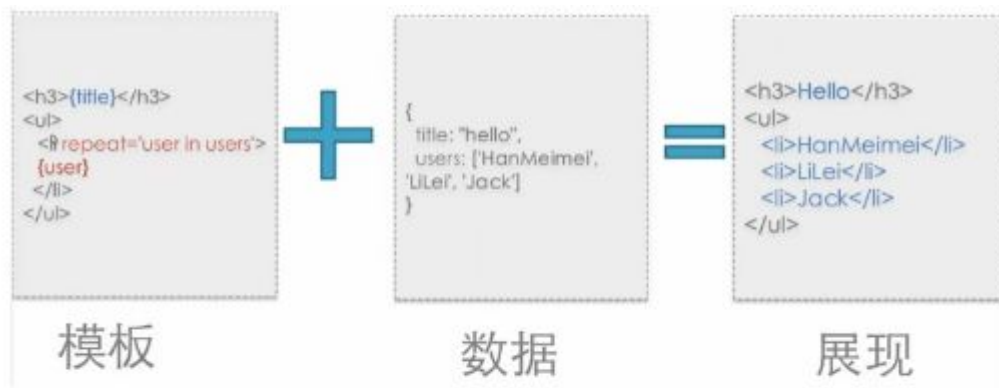 <h3>{title}</h3>
<ul>
<li repeat='user in users'>
{user}
</li>
</ul>
{
title: "hello",
users: ['HanMeimei',
'LiLei', 'Jack']
}
<h3>Hello</h3>
<ul>
<li>HanMeimei</li>
<li>LiLei</li>
<li>Jack</li>
</ul>
模板
数据
展现